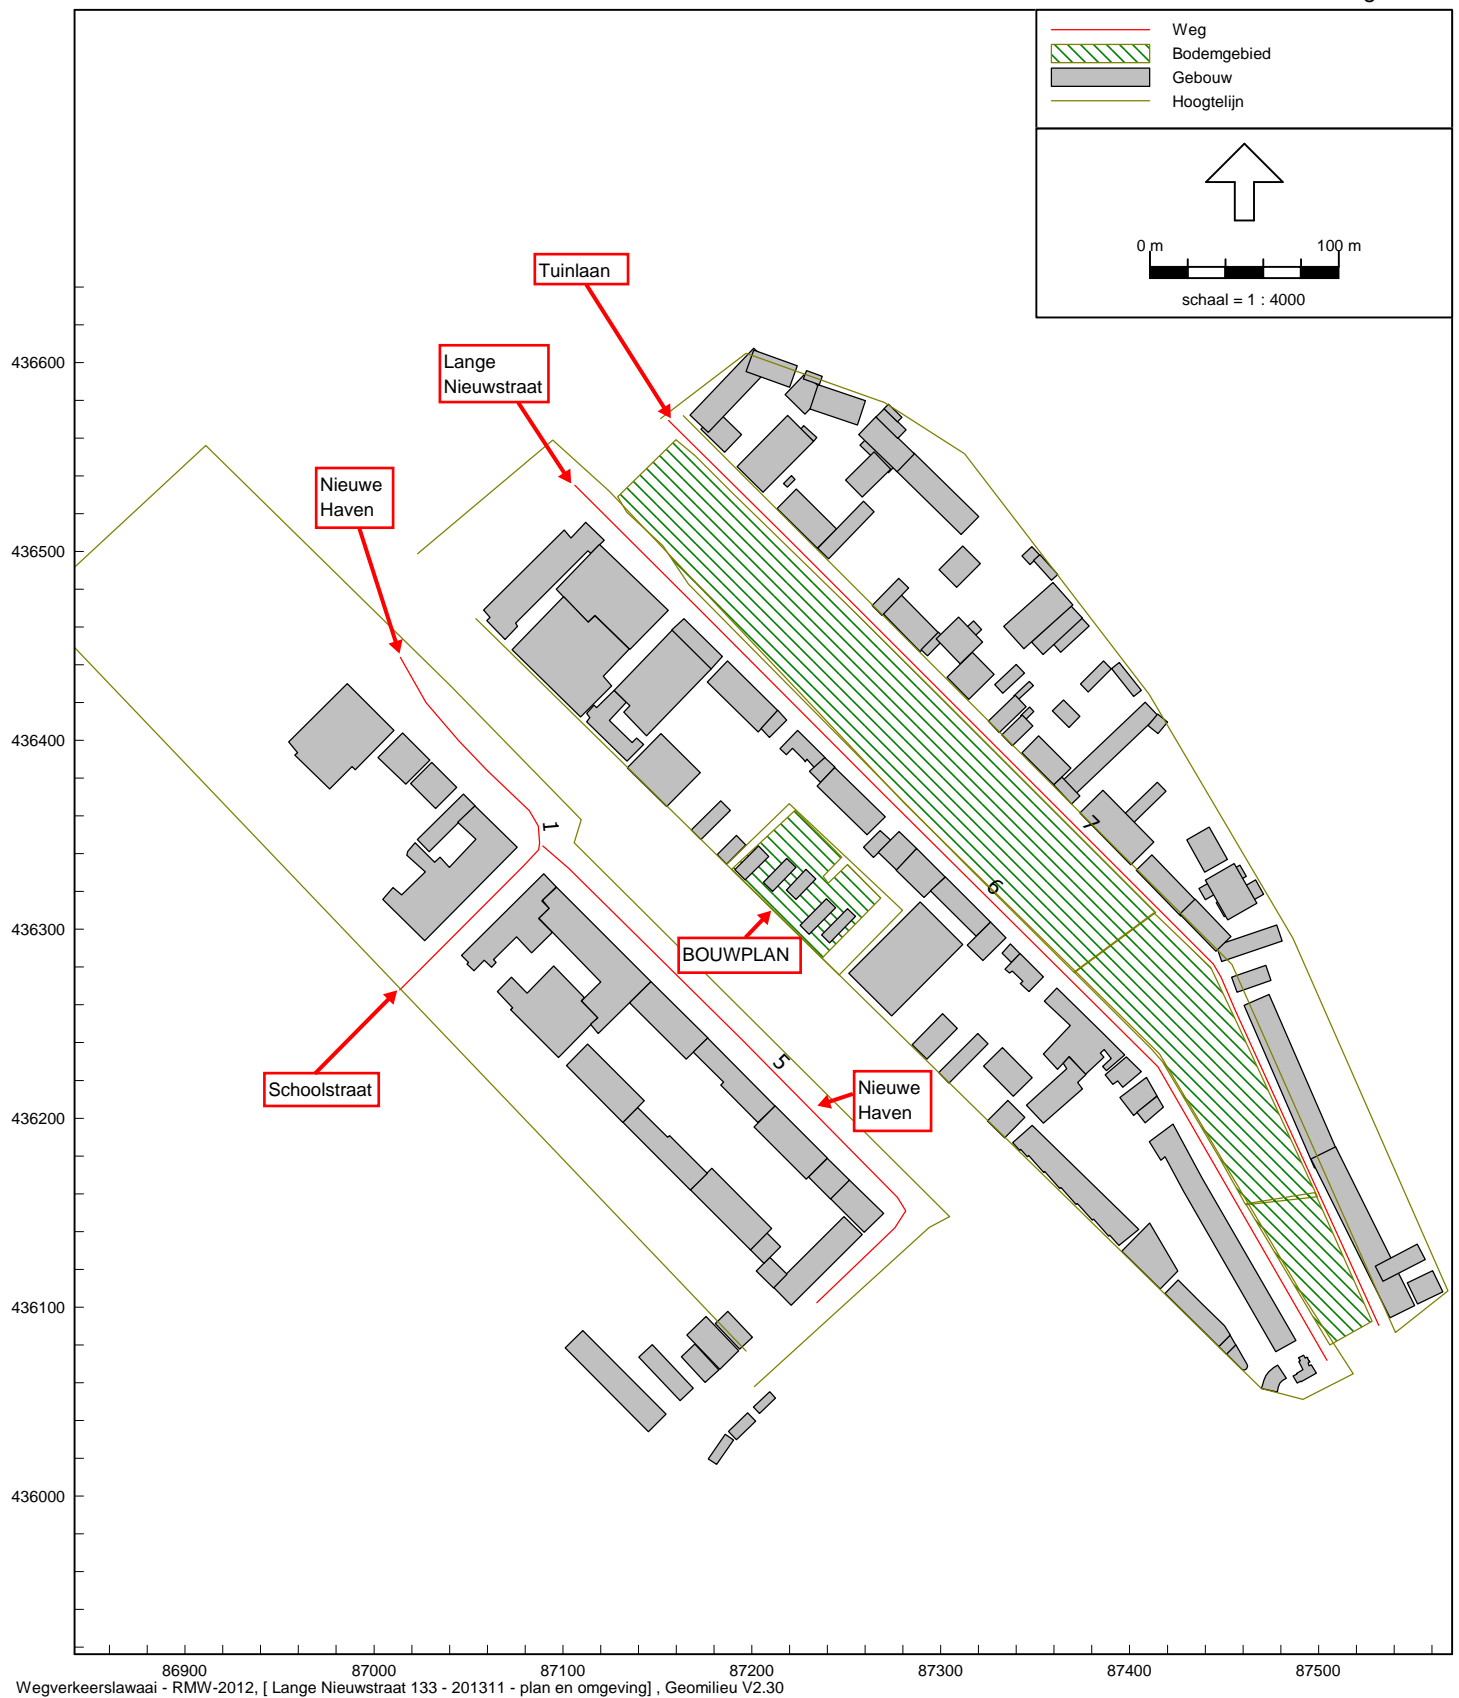 Weg
Bodemgebied
Gebouw
Hoogtelijn
0 m 100 m
schaal = 1 : 4000
Tuinlaan
Lange
Nieuwstraat
Nieuwe
Haven
436600
436500
436400
436300
436200
436100
436000
1
7
6
5
BOUWPLAN
Schoolstraat
Nieuwe
Haven
86900 87000 87100 87200 87300 87400 87500
Wegverkeerslawaai - RMW-2012, [ Lange Nieuwstraat 133 - 201311 - plan en omgeving] , Geomilieu V2.30